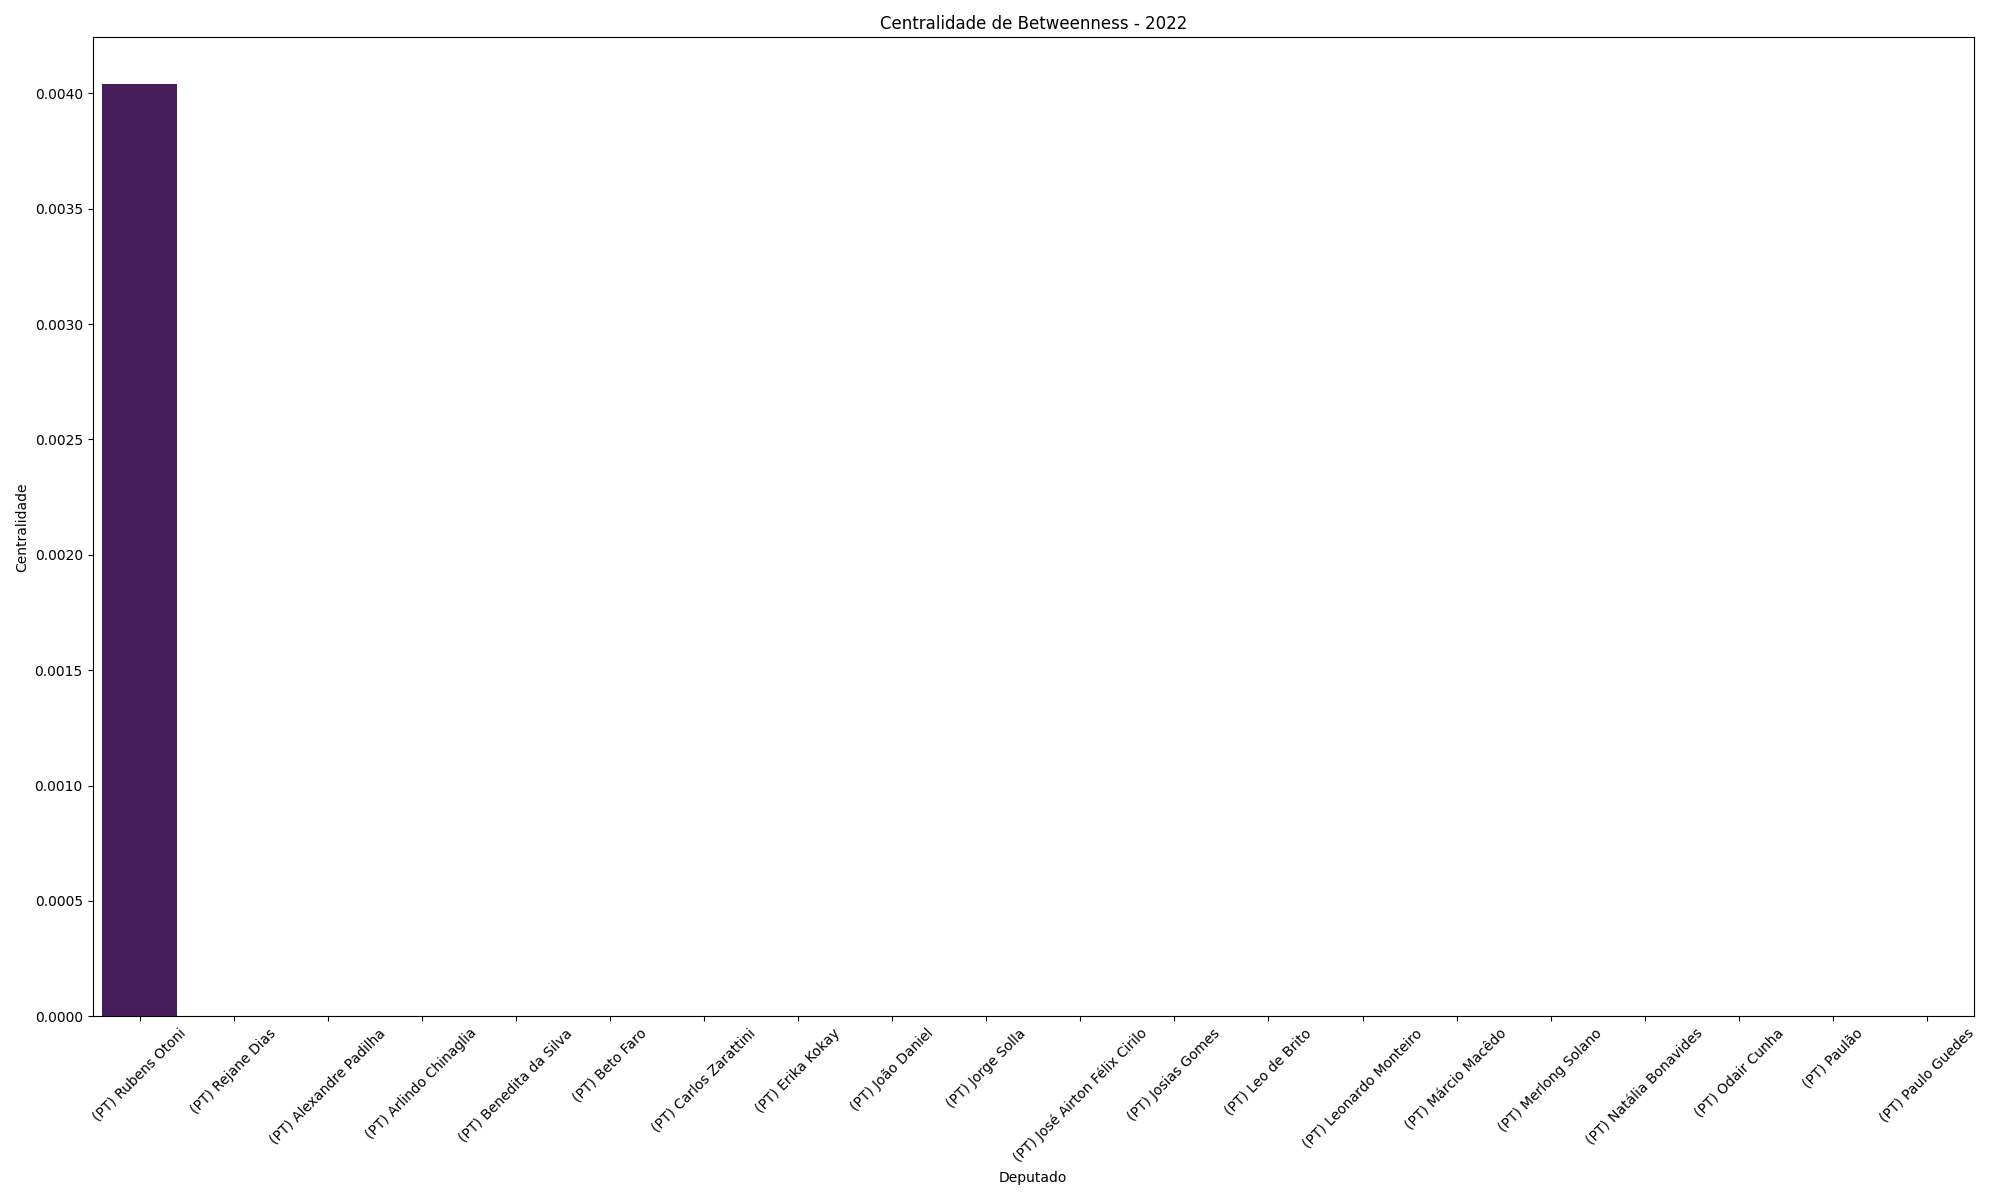 Centralidade de Betweenness - 2022
0.0040
0.0035
0.0030
0.0025
0.0020
0.0015
0.0010
0.0005
0.0000
Centralidade
(PT) Rubens Otoni
(PT) Rejane Dias
(PT) Alexandre Padilha
(PT) Arlindo Chinaglia
(PT) Benedita da Silva
(PT) Beto Faro
(PT) Carlos Zarattini
(PT) Erika Kokay
(PT) João Daniel
(PT) Jorge Solla
(PT) José Airton Félix Cirilo
(PT) Josias Gomes
(PT) Leo de Brito
(PT) Leonardo Monteiro
(PT) Márcio Macêdo
(PT) Merlong Solano
(PT) Natália Bonavides
(PT) Odair Cunha
(PT) Paulão
(PT) Paulo Guedes
Deputado